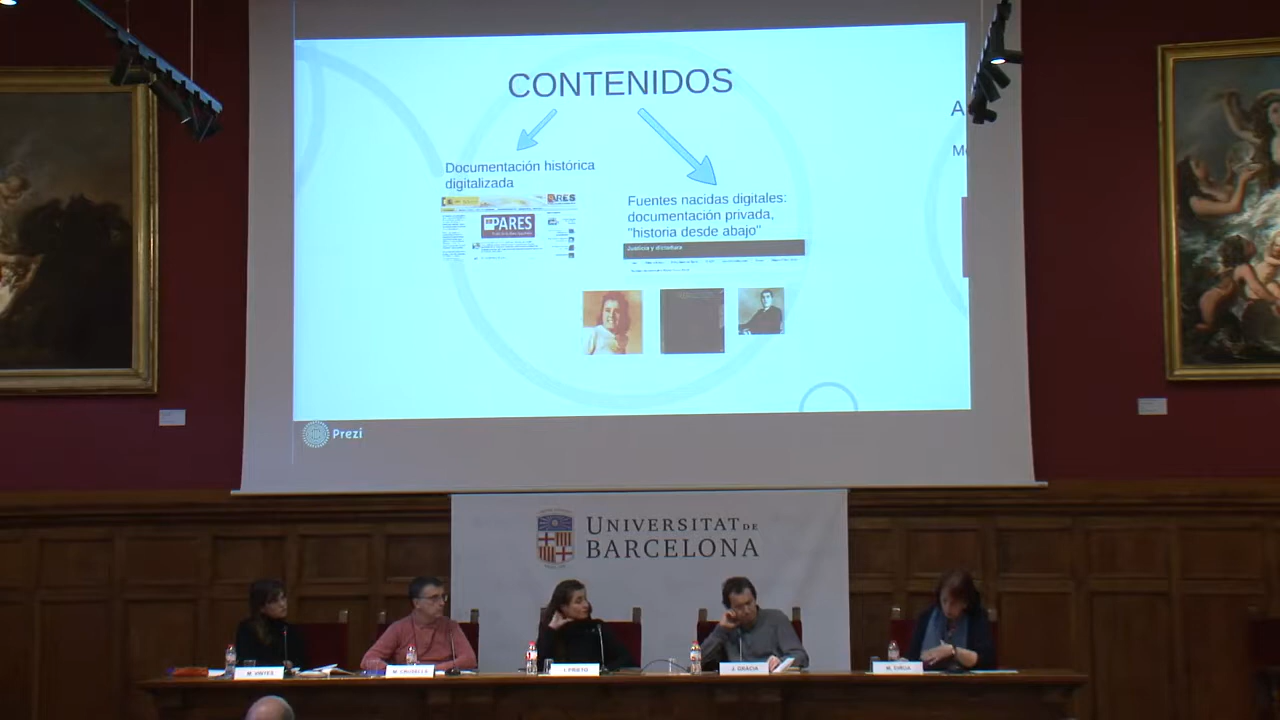 CONTENIDOS
Documentación histórica
digitalizada
PARES
PARES
Fuentes nacidas digitales:
documentación privada,
"historia desde abajo"
Justicia y dictadura
A
Prezi
UNIVERSITAT DE
BARCELONA
M. VINYES
M. CRUSELLS
I. PRIETO
J. GRACIA